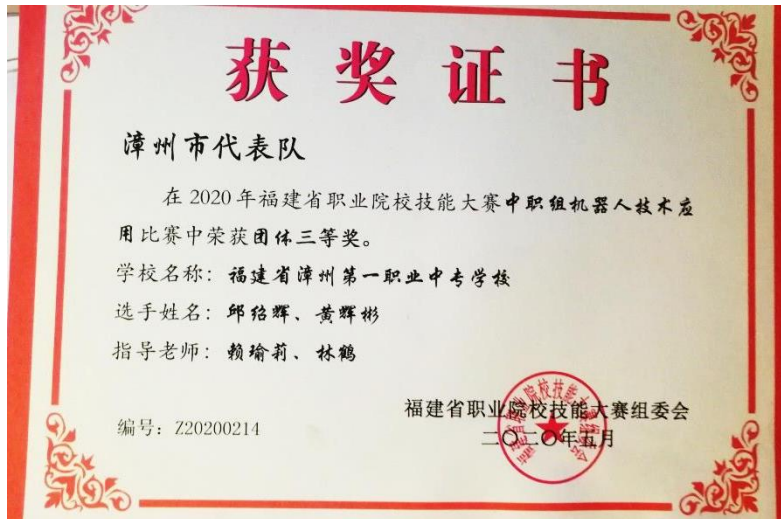 获奖证书
漳州市代表队
在2020年福建省职业院校技能大赛中职组机器人技术应
用比赛中荣获团体三等奖。
学校名称：福建省漳州第一职业中专学校
选手姓名：邱绍辉、黄辉彬
指导老师：赖瑜莉、林鹤
福建省职业院校技能大赛组委会
编号：Z20200214
二〇二〇年五月